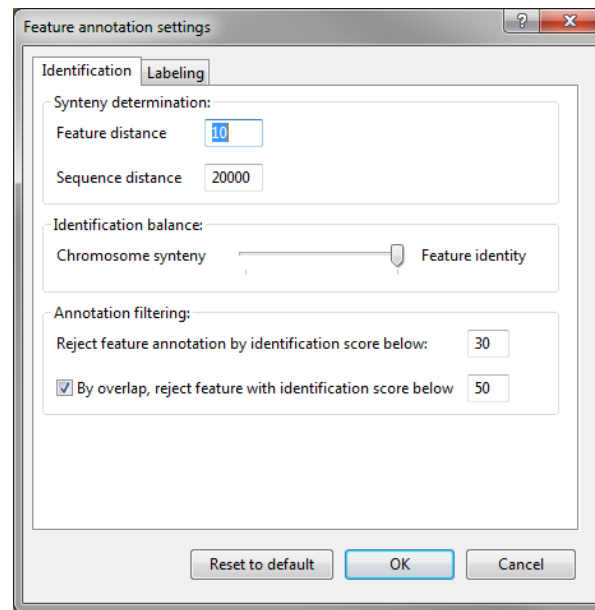 Feature annotation settings
?
Identification Labeling
Synteny determination:
Feature distance 10
Sequence distance 20000
Identification balance:
Chromosome synteny Feature identity
Annotation filtering:
Reject feature annotation by identification score below: 30
By overlap, reject feature with identification score below 50
Reset to default OK Cancel